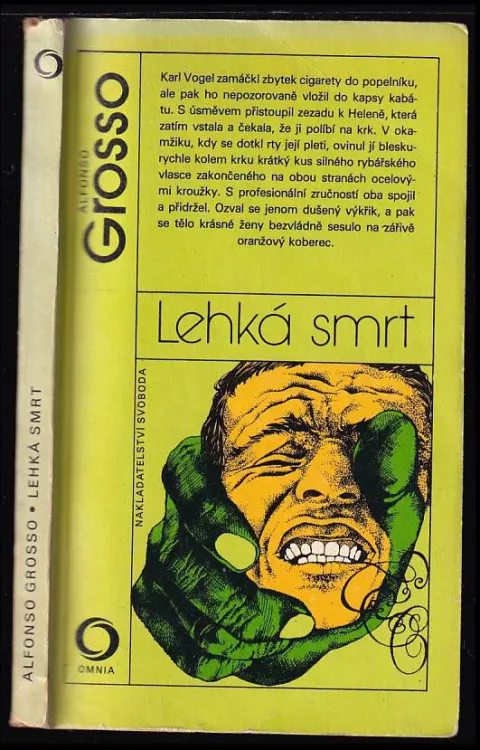 ALFONSO GROSSO • LEHKÁ SMRT
ALFONSO
Grosso
Karl Vogel zamáčkl zbytek cigarety do popelníku,
ale pak ho nepozorovaně vložil do kapsy kabá-
tu. S úsměvem přistoupil zezadu k Heleně, která
zatím vstala a čekala, že ji políbí na krk. V oka-
mžiku, kdy se dotkl rty její pleti, ovinul jí blesku-
rychle kolem krku krátký kus silného rybářského
vlasce zakončeného na obou stranách ocelový-
mi kroužky. S profesionální zručností oba spojil
a přidržel. Ozval se jenom dušený výkřik, a pak
se tělo krásné ženy bezvládně sesulo na zářivě
oranžový koberec.
Lehká smrt
NAKLADATELSTVÍ SVOBODA
OMNIA